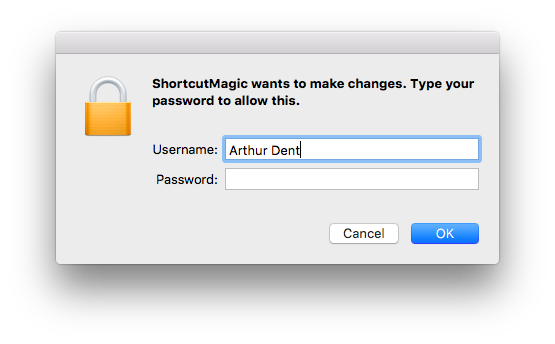 ShortcutMagic wants to make changes. Type your
password to allow this.
Username: Arthur Dent
Password:
Cancel OK